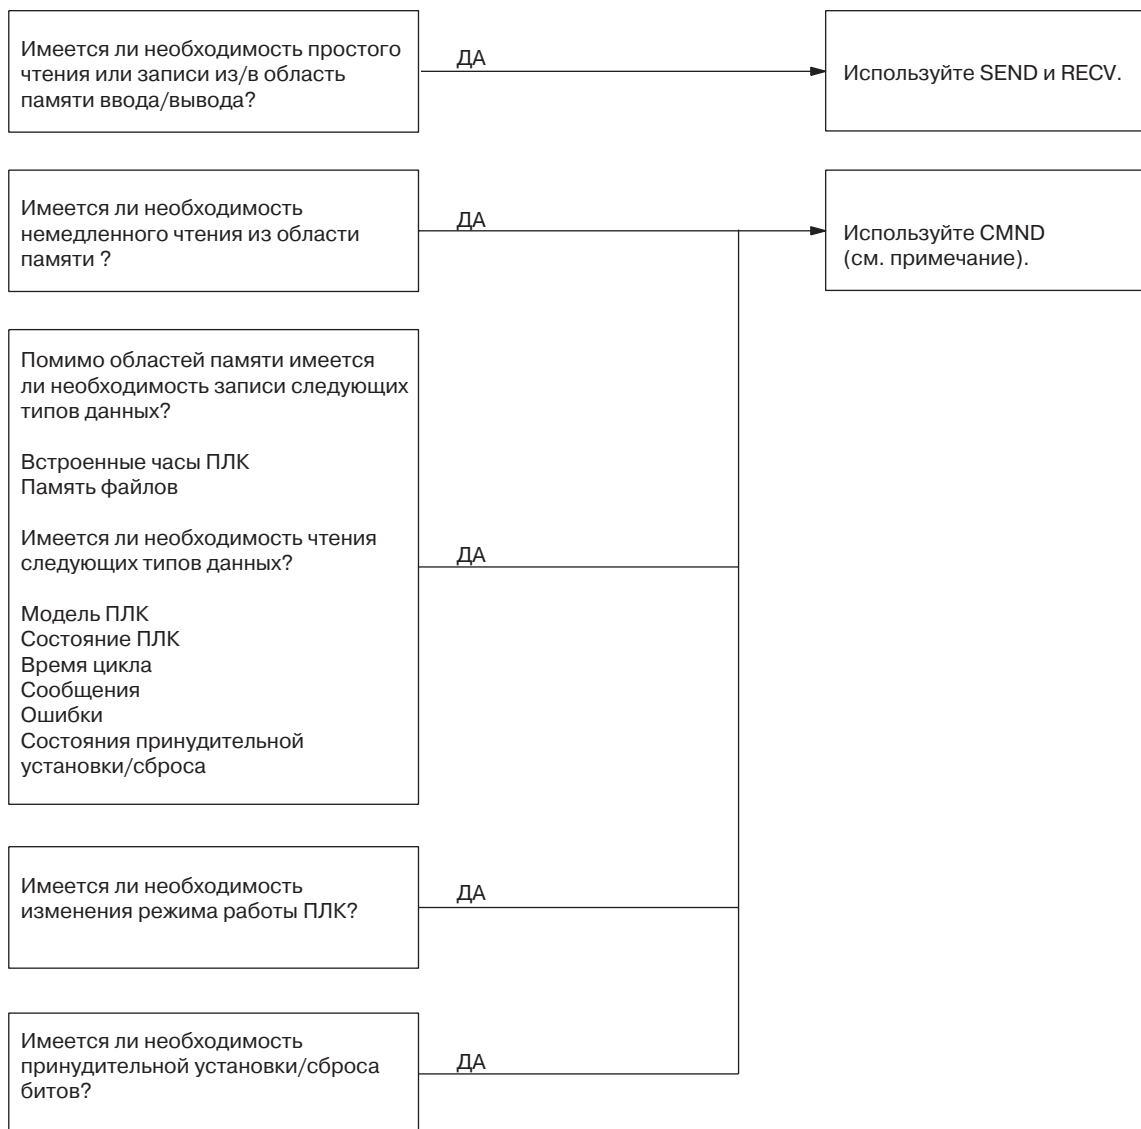 Имеется ли необходимость простого
чтения или записи из/в область
памяти ввода/вывода?
ДА
Используйте SEND и RECV.
Имеется ли необходимость
немедленного чтения из области
памяти ?
ДА
Используйте CMND
(см. примечание).
Помимо областей памяти имеется
ли необходимость записи следующих
типов данных?
Встроенные часы ПЛК
Память файлов
Имеется ли необходимость чтения
следующих типов данных?
Модель ПЛК
Состояние ПЛК
Время цикла
Сообщения
Ошибки
Состояния принудительной
установки/сброса
ДА
Имеется ли необходимость
изменения режима работы ПЛК?
ДА
Имеется ли необходимость
принудительной установки/сброса
битов?
ДА